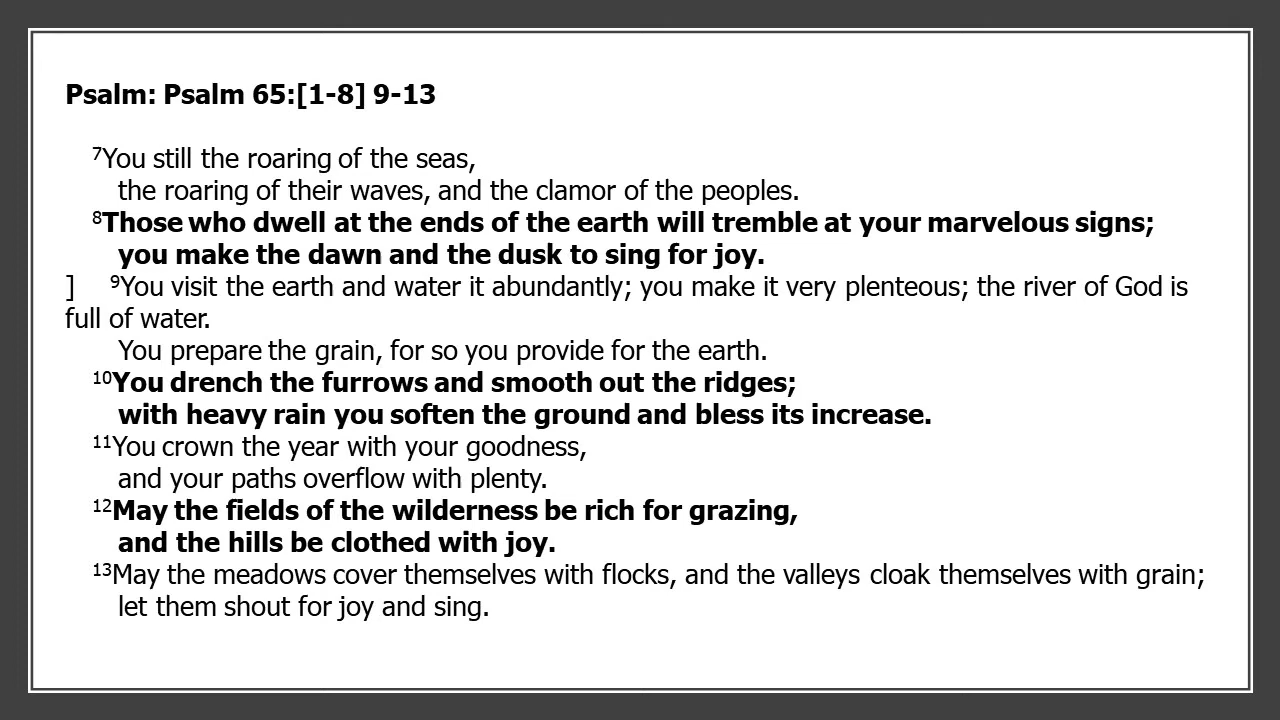 Psalm: Psalm 65:[1-8] 9-13
7You still the roaring of the seas,
the roaring of their waves, and the clamor of the peoples.
8Those who dwell at the ends of the earth will tremble at your marvelous signs;
you make the dawn and the dusk to sing for joy.
] 9You visit the earth and water it abundantly; you make it very plenteous; the river of God is
full of water.
You prepare the grain, for so you provide for the earth.
10You drench the furrows and smooth out the ridges;
with heavy rain you soften the ground and bless its increase.
11You crown the year with your goodness,
and your paths overflow with plenty.
12May the fields of the wilderness be rich for grazing,
and the hills be clothed with joy.
13May the meadows cover themselves with flocks, and the valleys cloak themselves with grain;
let them shout for joy and sing.